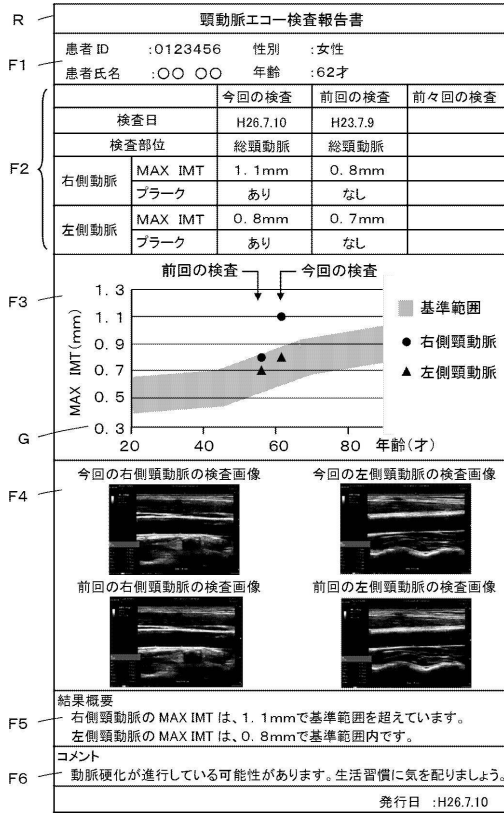 R
頸動脈エコー検査報告書
F1
患者ID :0123456 性別 :女性
患者氏名 :○○ ○○ 年齢 :62才
F2
今回の検査 前回の検査 前々回の検査
検査日 H26.7.10 H23.7.9
検査部位 総頸動脈 総頸動脈
右側動脈 MAX IMT 1.1mm 0.8mm
プラーク あり なし
左側動脈 MAX IMT 0.8mm 0.7mm
プラーク あり なし
F3
前回の検査 今回の検査
MAX IMT(mm)
1.3
1.1
0.9
0.7
0.5
0.3
G
20 40 60 80 年齢(才)
基準範囲
右側頸動脈
左側頸動脈
F4
今回の右側頸動脈の検査画像 今回の左側頸動脈の検査画像
前回の右側頸動脈の検査画像 前回の左側頸動脈の検査画像
F5
結果概要
右側頸動脈の MAX IMT は、1.1mmで基準範囲を超えています。
左側頸動脈の MAX IMT は、0.8mmで基準範囲内です。
F6
コメント
動脈硬化が進行している可能性があります。生活習慣に気を配りましょう。
発行日 :H26.7.10